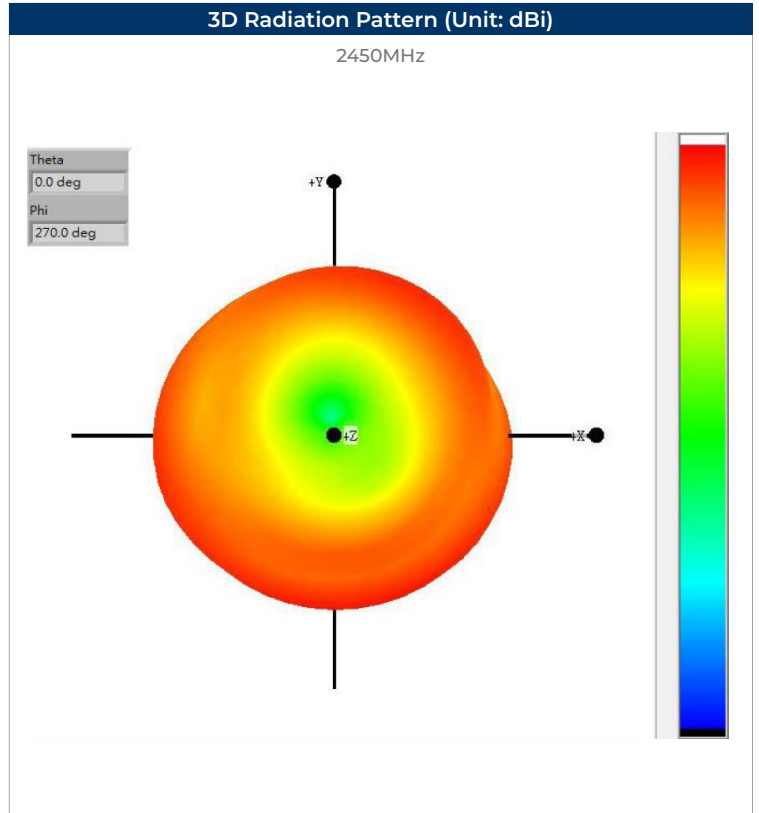 3D Radiation Pattern (Unit: dBi)
2450MHz
Theta
0.0 deg
Phi
270.0 deg
+Y
+Z
+X